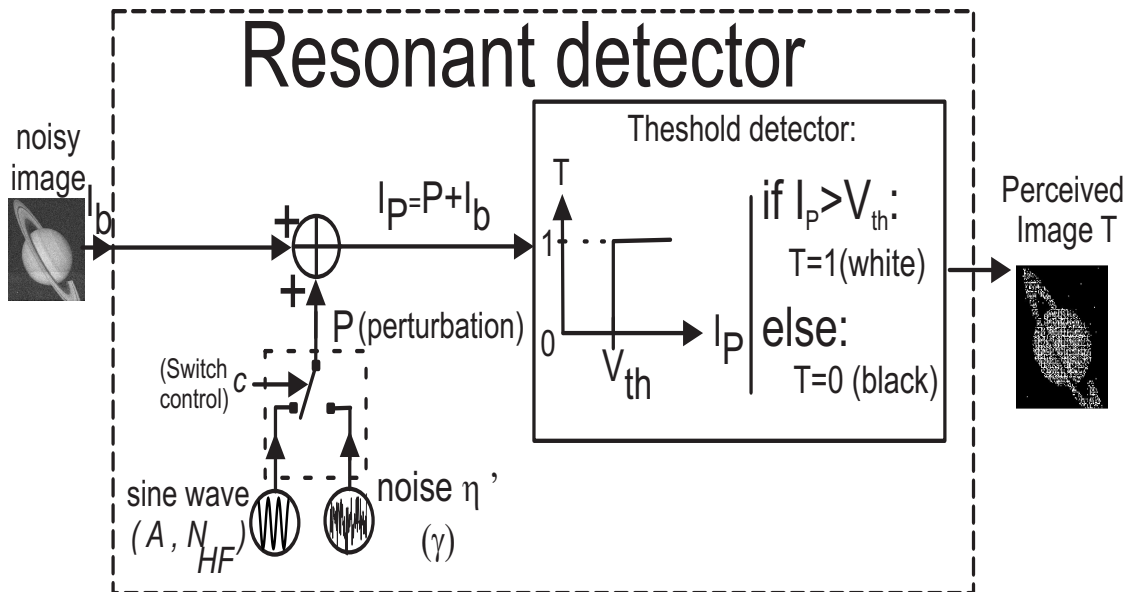 Resonant detector
noisy
image
I_b
+
+
I_P=P+I_b
P (perturbation)
(Switch
control) c
sine wave
(A, N_HF)
noise η ’
(γ)
Theshold detector:
T
1
0
V_th
I_P
if I_P>V_th:
T=1(white)
else:
T=0 (black)
Perceived
Image T